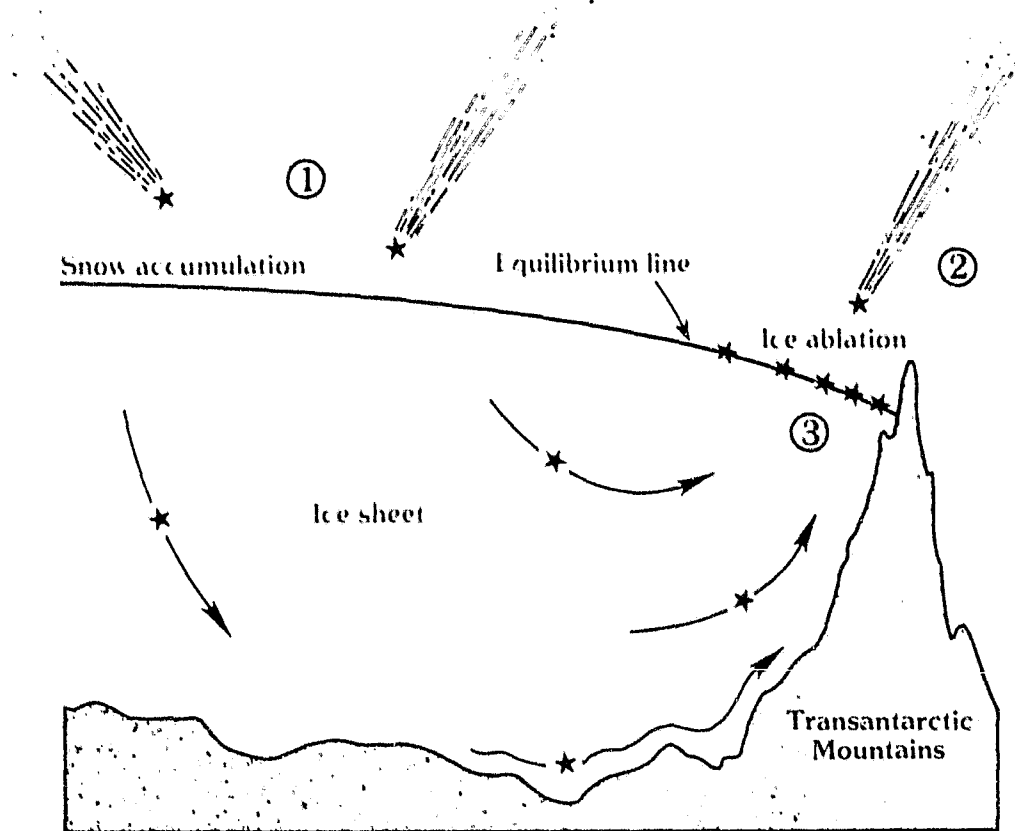 ①
②
Snow accumulation
Equilibrium line
Ice ablation
③
Ice sheet
Transantarctic
Mountains